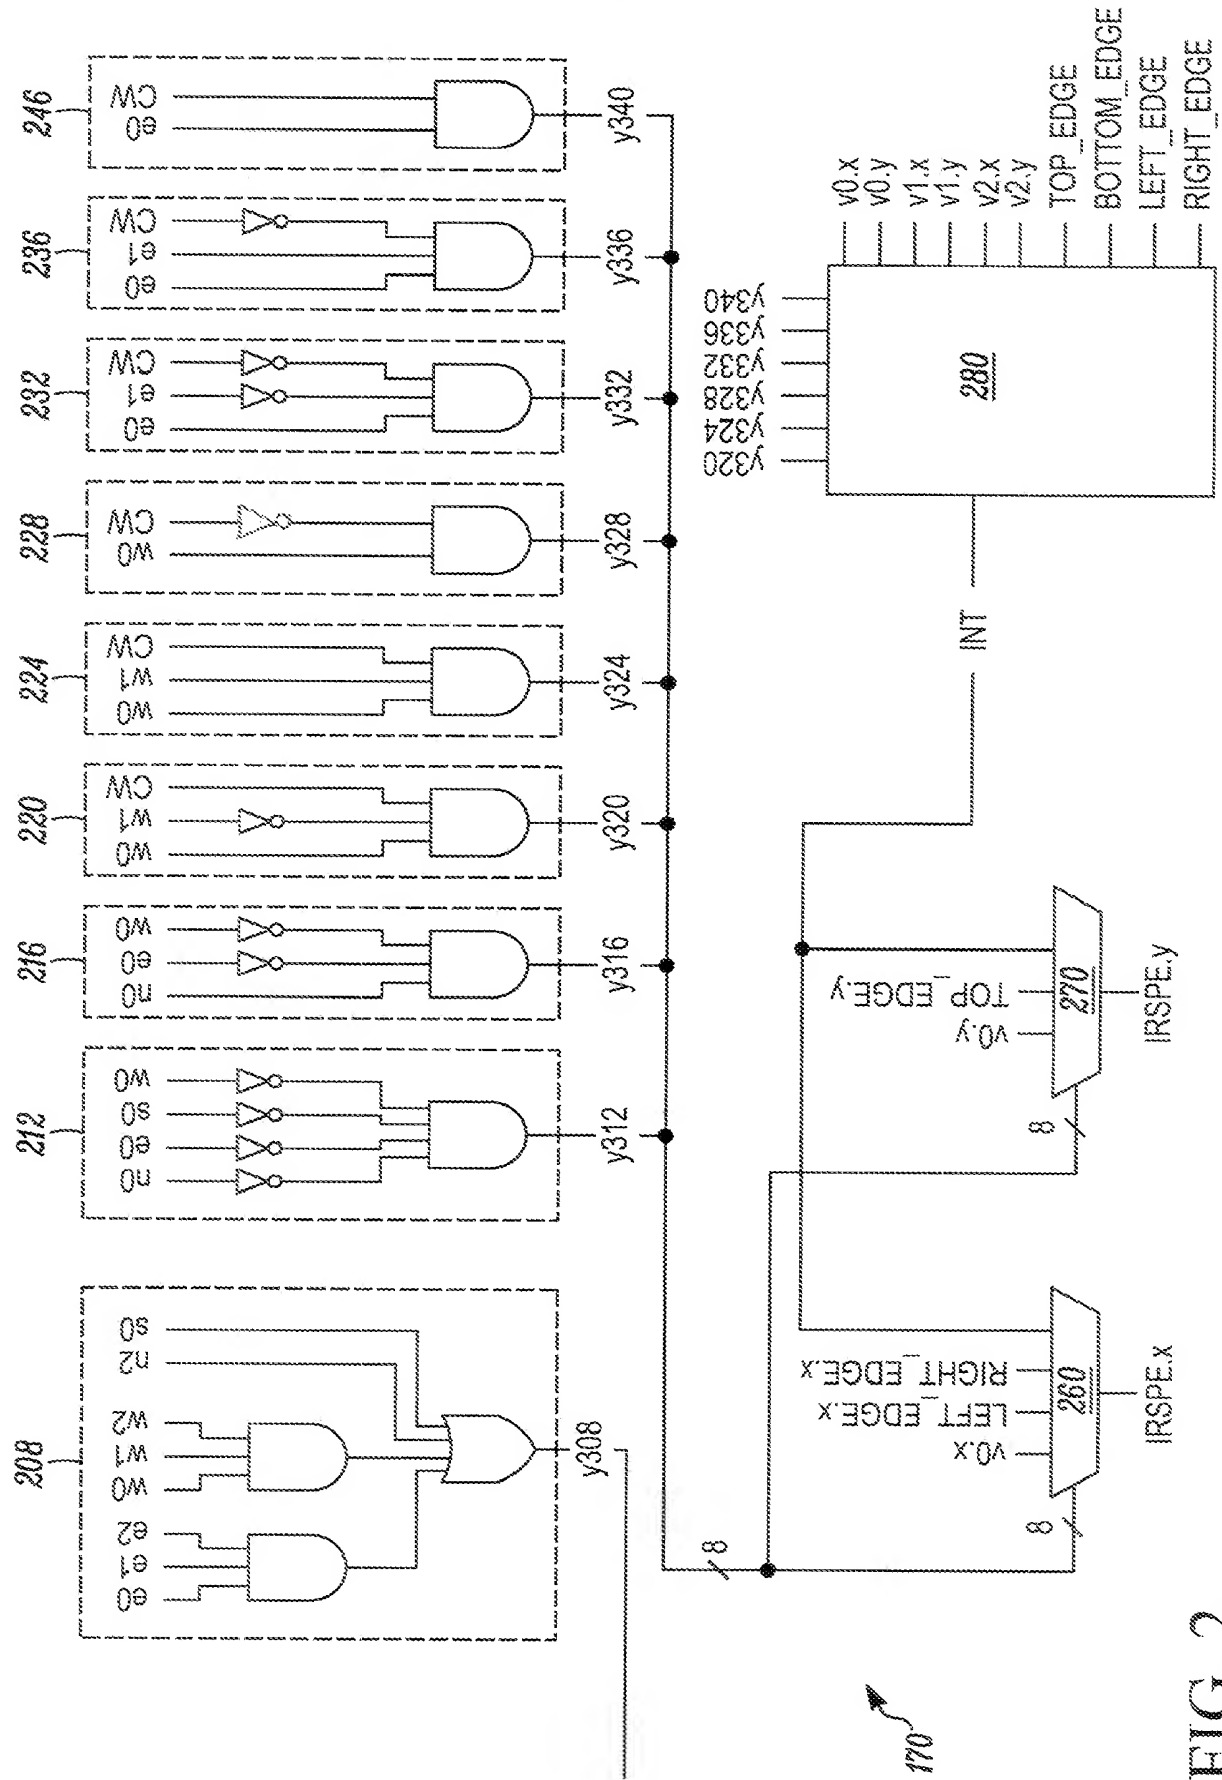 208
e0
e1
e2
w0
w1
w2
n2
s0
y308
212
n0
e0
s0
w0
y312
216
n0
e0
w0
y316
220
w0
w1
CW
y320
224
w0
w1
CW
y324
228
w0
CW
y328
232
e0
e1
CW
y332
236
e0
e1
CW
y336
246
e0
CW
y340
8
8
v0.x
LEFT_EDGE.x
RIGHT_EDGE.x
260
IRSPE.x
8
v0.y
TOP_EDGE.y
270
IRSPE.y
INT
y320
y324
y328
y332
y336
y340
280
v0.x
v0.y
v1.x
v1.y
v2.x
v2.y
TOP_EDGE
BOTTOM_EDGE
LEFT_EDGE
RIGHT_EDGE
170
FIG. 2